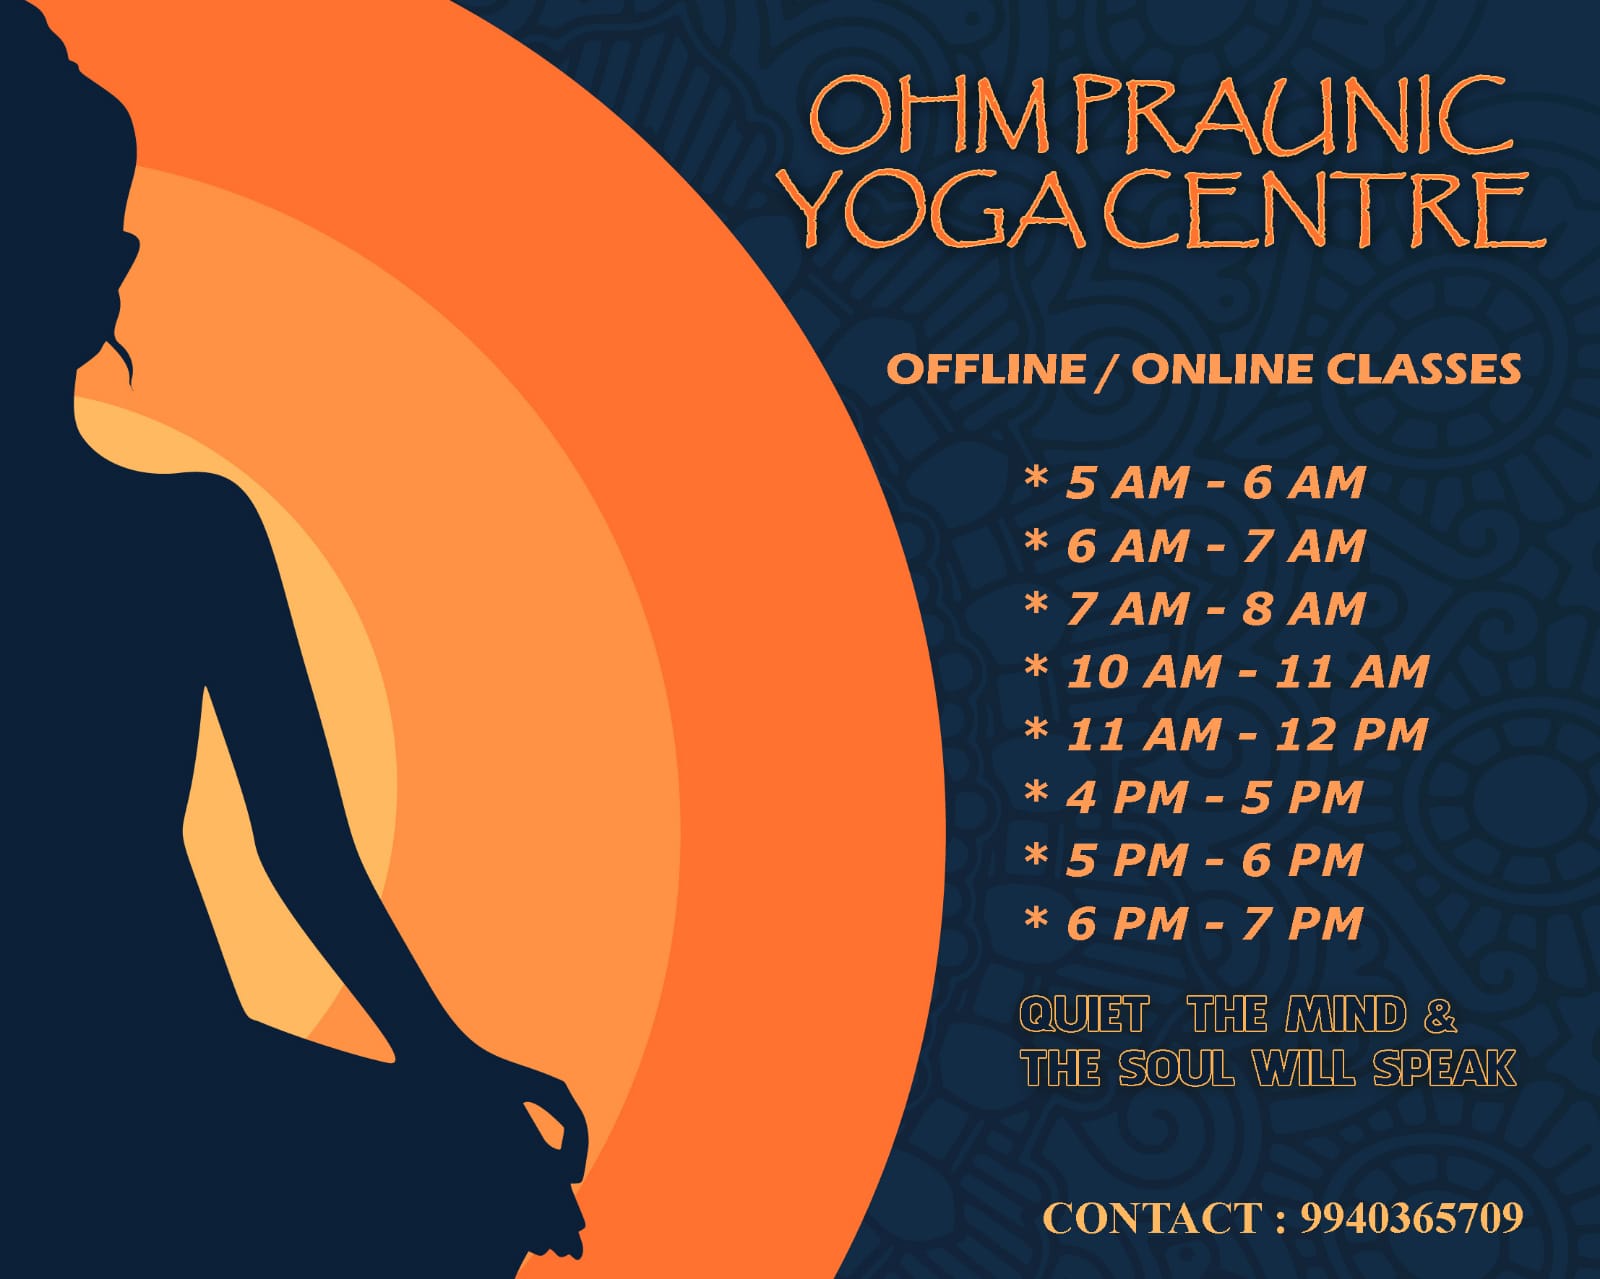 OHM PRAUNIC
YOGA CENTRE
OFFLINE / ONLINE CLASSES
* 5 AM - 6 AM
* 6 AM - 7 AM
* 7 AM - 8 AM
* 10 AM - 11 AM
* 11 AM - 12 PM
* 4 PM - 5 PM
* 5 PM - 6 PM
* 6 PM - 7 PM
QUIET THE MIND &
THE SOUL WILL SPEAK
CONTACT : 9940365709